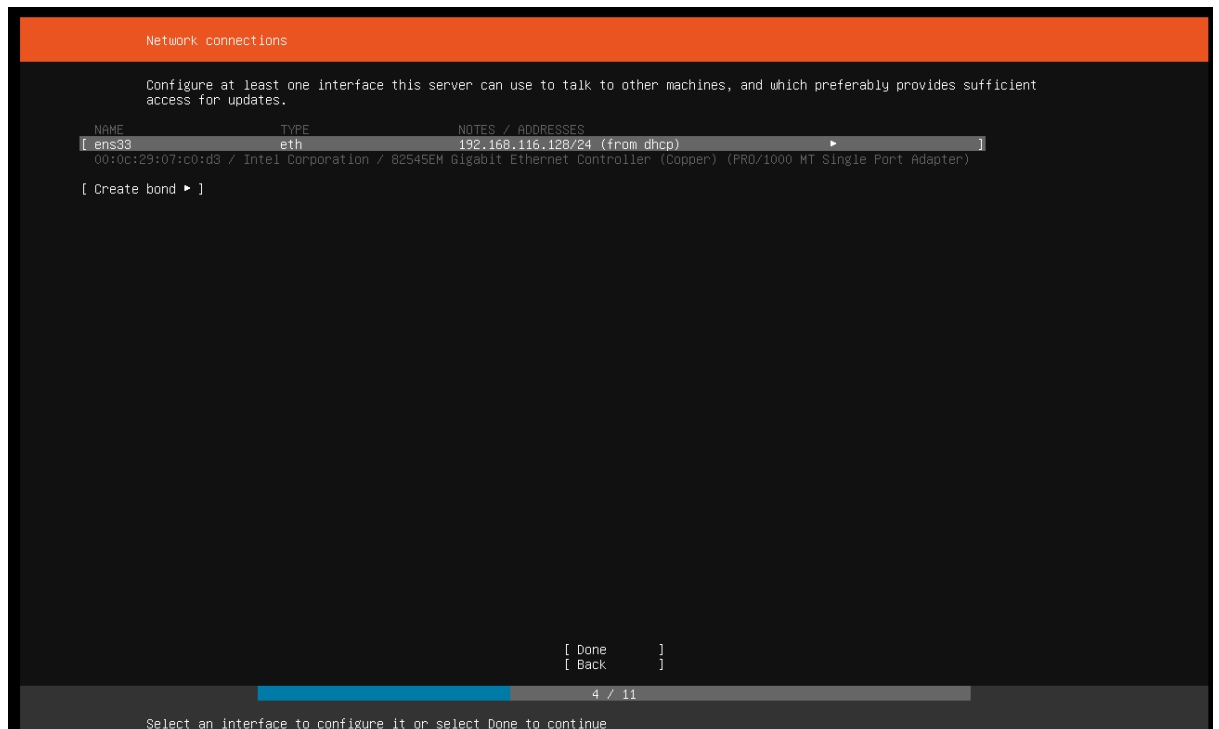 Network connections
Configure at least one interface this server can use to talk to other machines, and which preferably provides sufficient
access for updates.
NAME TYPE NOTES / ADDRESSES
[ ens33 eth 192.168.116.128/24 (from dhcp) ▸ ]
00:0c:29:07:c0:d3 / Intel Corporation / 82545EM Gigabit Ethernet Controller (Copper) (PRO/1000 MT Single Port Adapter)
[ Create bond ▸ ]
[ Done ]
[ Back ]
4 / 11
Select an interface to configure it or select Done to continue